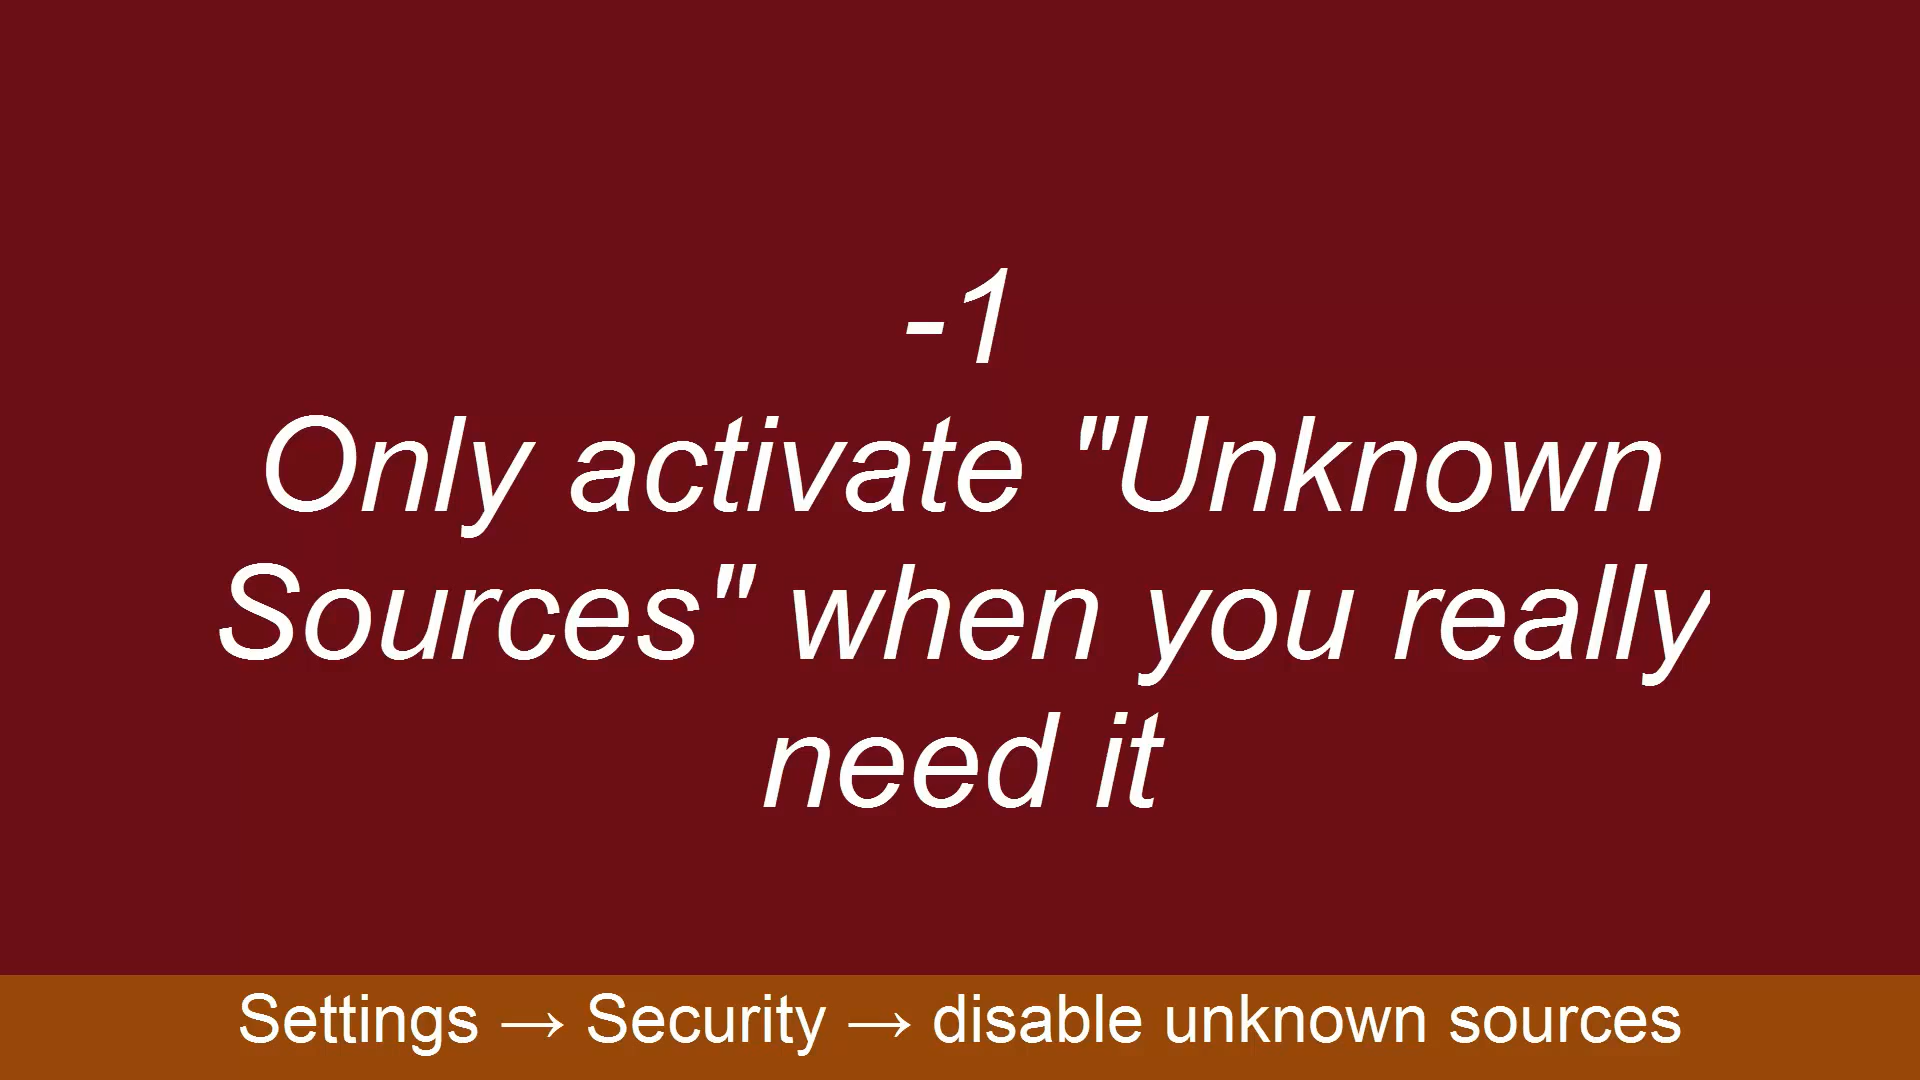 -1
Only activate "Unknown
Sources" when you really
need it
Settings → Security → disable unknown sources